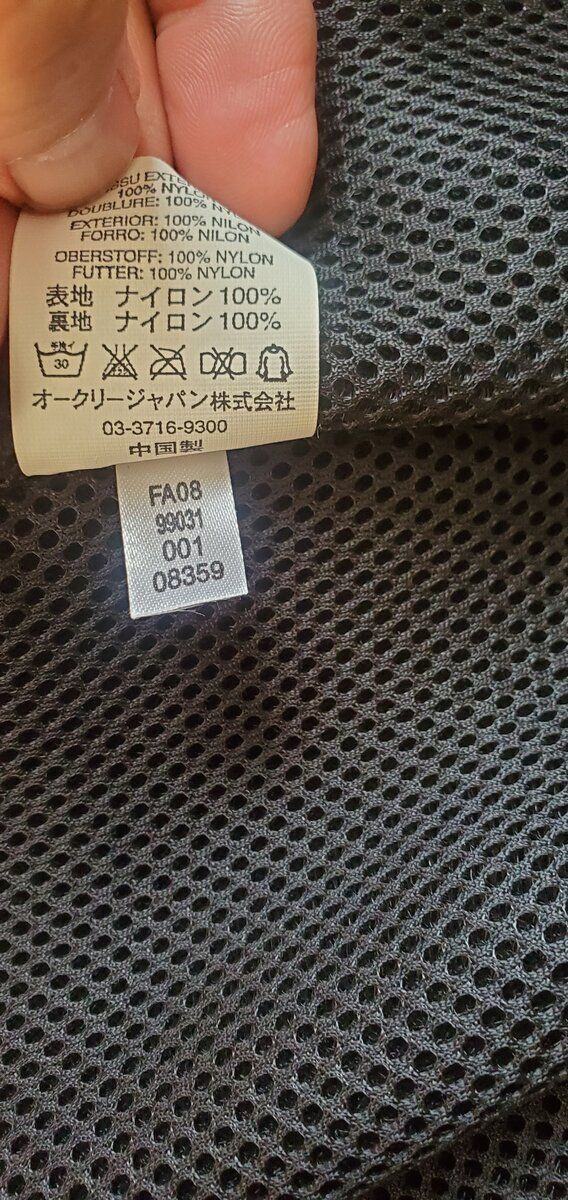 100% NYLON
DOUBLURE: 100% NYLON
EXTERIOR: 100% NILON
FORRO: 100% NILON
OBERSTOFF: 100% NYLON
FUTTER: 100% NYLON
表地 ナイロン100%
裏地 ナイロン100%
手洗イ
30
オークリージャパン株式会社
03-3716-9300
中国製
FA08
99031
001
08359